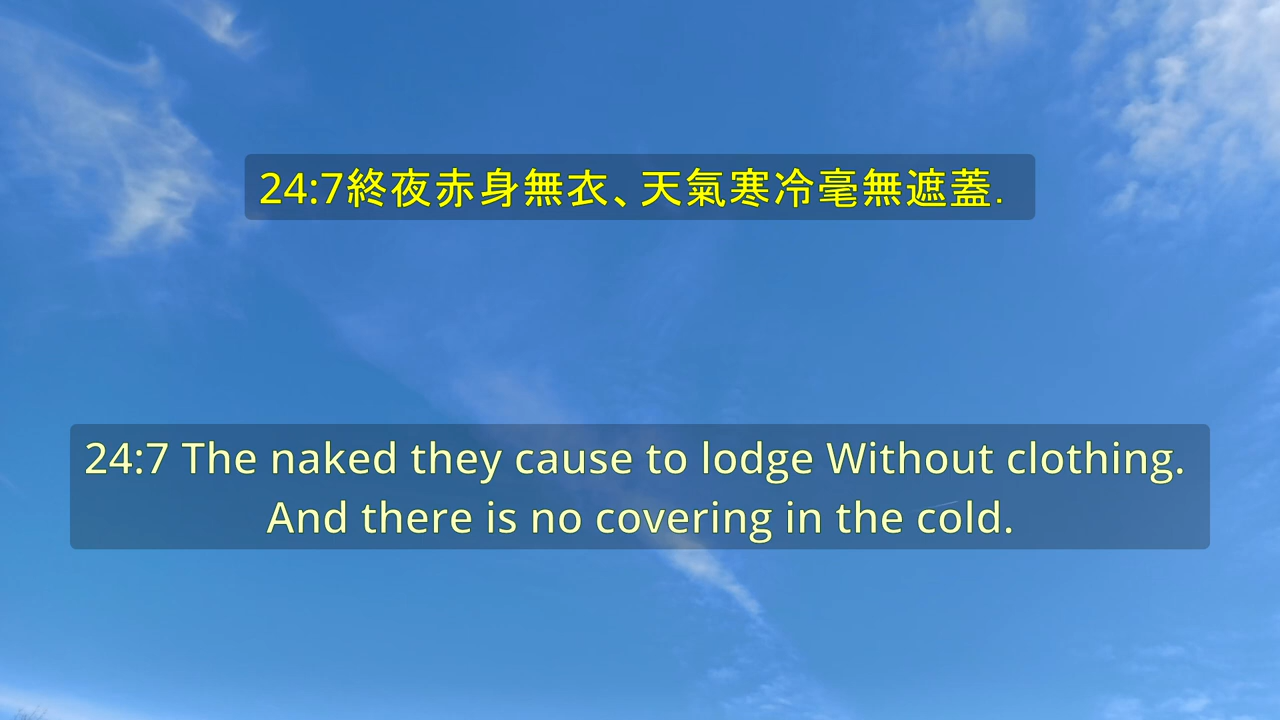 24:7終夜赤身無衣、天氣寒冷毫無遮蓋.
24:7 The naked they cause to lodge Without clothing.
And there is no covering in the cold.